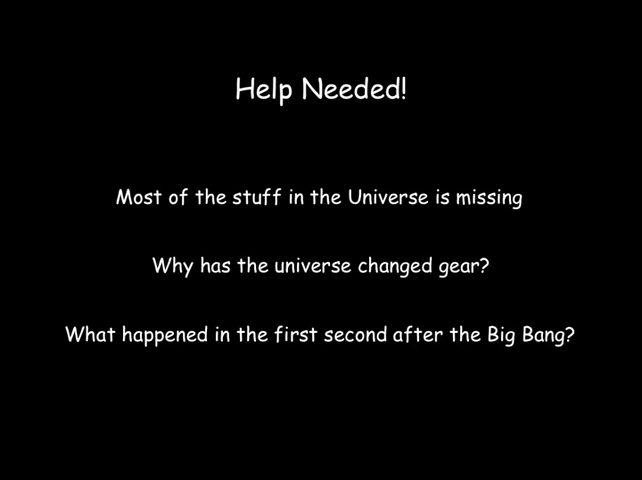 Help Needed!
Most of the stuff in the Universe is missing
Why has the universe changed gear?
What happened in the first second after the Big Bang?